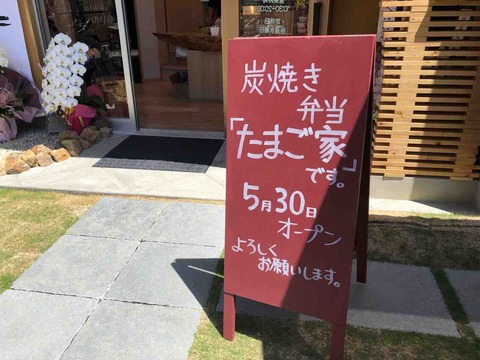 炭焼き
弁当
「たまご家」
です。
5月30日
オープン
よろしく
お願いします。